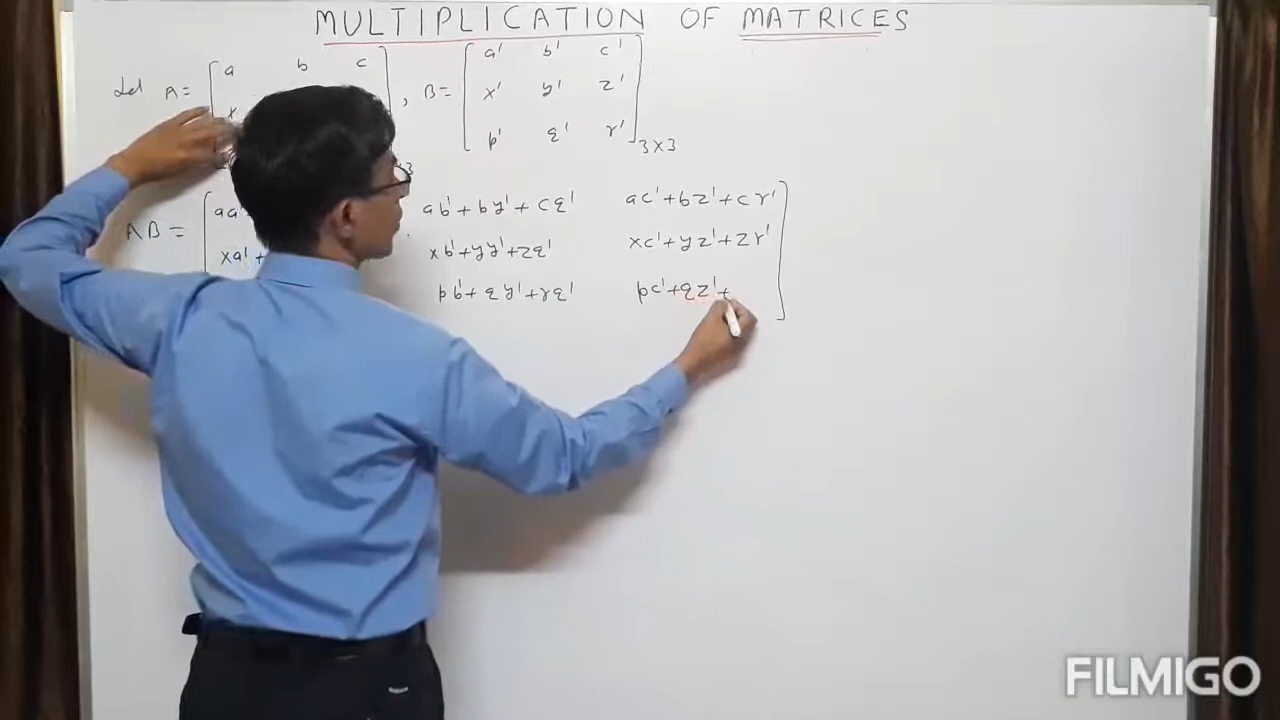 MULTIPLICATION OF MATRICES
Let A = [ a b c
x
, B = [ a' b' c'
x' y' z'
p' q' r' ] 3×3
×3
AB = [ aa' ab'+by'+cq' ac'+bz'+cr'
xa'+ xb'+yy'+zq' xc'+yz'+zr'
pb'+qy'+rq' pc'+qz'+ ]
FILMIGO